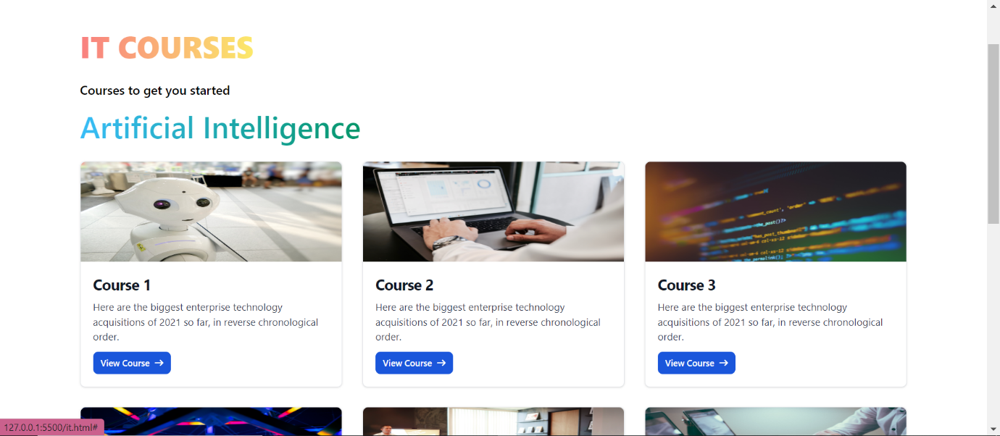 IT COURSES
Courses to get you started
Artificial Intelligence
Course 1
Here are the biggest enterprise technology
acquisitions of 2021 so far, in reverse chronological
order.
View Course →
Course 2
Here are the biggest enterprise technology
acquisitions of 2021 so far, in reverse chronological
order.
View Course →
Course 3
Here are the biggest enterprise technology
acquisitions of 2021 so far, in reverse chronological
order.
View Course →
127.0.0.1:5500/it.html#